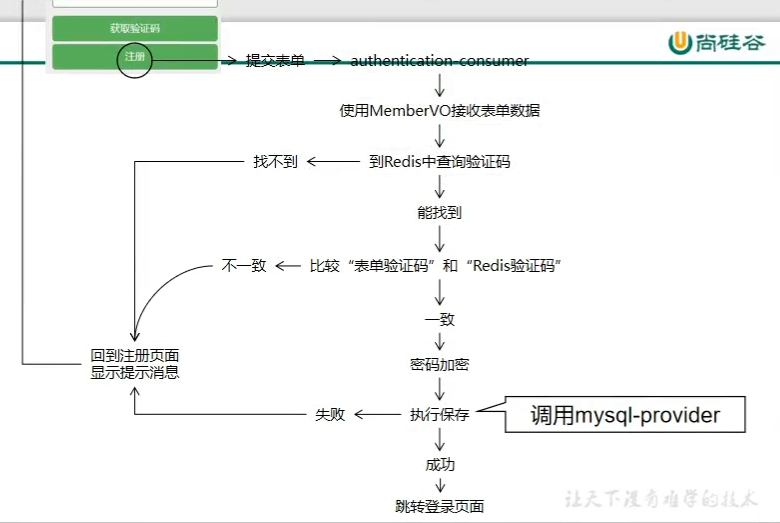 获取验证码
尚硅谷
注册
提交表单
authentication-consumer
使用MemberVO接收表单数据
找不到
到Redis中查询验证码
能找到
不一致
比较“表单验证码”和“Redis验证码”
一致
回到注册页面
显示提示消息
密码加密
失败
执行保存
调用mysql-provider
成功
跳转登录页面
让天下没有难学的技术